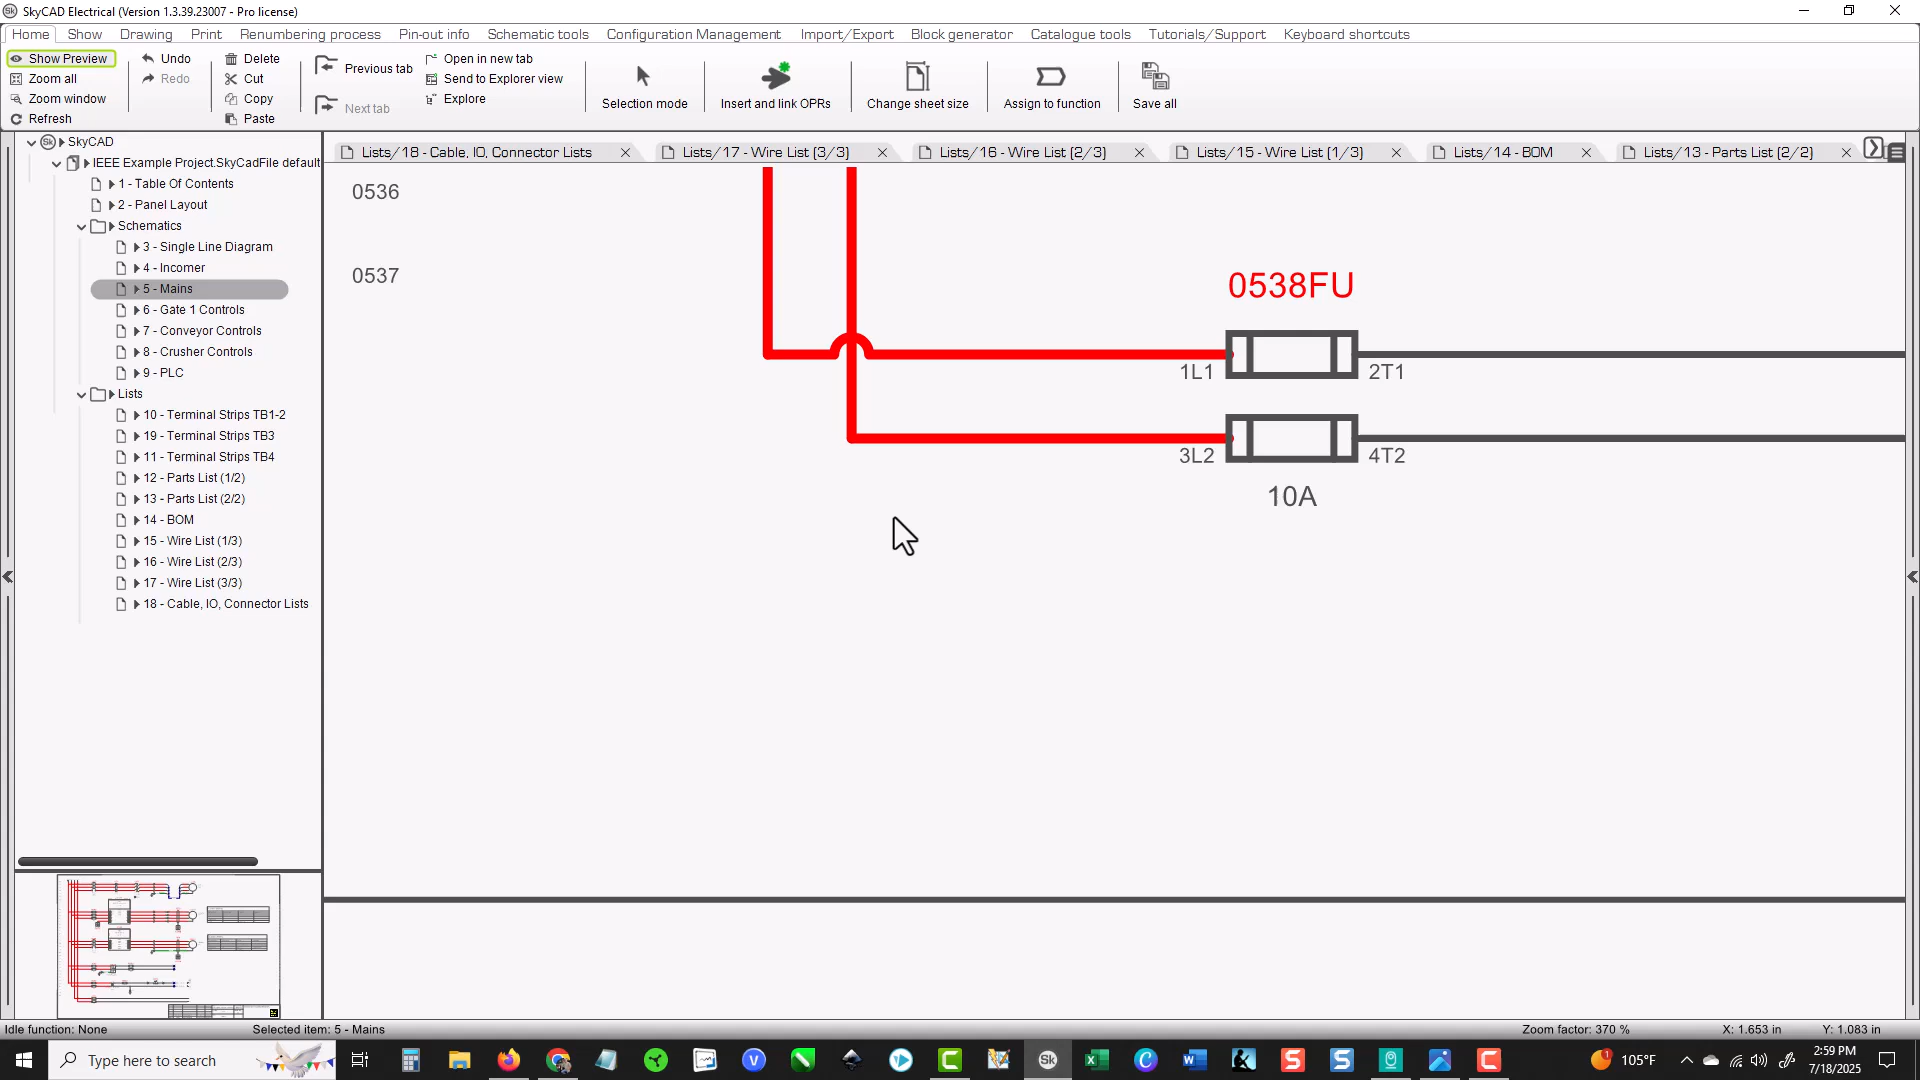 SkyCAD Electrical (Version 1.3.39.23007 - Pro license)
Home Show Drawing Print Renumbering process Pin-out info Schematic tools Configuration Management Import/Export Block generator Catalogue tools Tutorials/Support Keyboard shortcuts
Show Preview
Zoom all
Zoom window
Refresh
Undo
Redo
Delete
Cut
Copy
Paste
Previous tab
Next tab
Open in new tab
Send to Explorer view
Explore
Selection mode
Insert and link OPRs
Change sheet size
Assign to function
Save all
SkyCAD
IEEE Example Project.SkyCadFile default
1 - Table Of Contents
2 - Panel Layout
Schematics
3 - Single Line Diagram
4 - Incomer
5 - Mains
6 - Gate 1 Controls
7 - Conveyor Controls
8 - Crusher Controls
9 - PLC
Lists
10 - Terminal Strips TB1-2
19 - Terminal Strips TB3
11 - Terminal Strips TB4
12 - Parts List (1/2)
13 - Parts List (2/2)
14 - BOM
15 - Wire List (1/3)
16 - Wire List (2/3)
17 - Wire List (3/3)
18 - Cable, IO, Connector Lists
Lists/18 - Cable, IO, Connector Lists
Lists/17 - Wire List (3/3)
Lists/16 - Wire List (2/3)
Lists/15 - Wire List (1/3)
Lists/14 - BOM
Lists/13 - Parts List (2/2)
0536
0537
0538FU
1L1
2T1
3L2
4T2
10A
Idle function: None
Selected item: 5 - Mains
Zoom factor: 370 %
X: 1.653 in
Y: 1.083 in
Type here to search
105°F
2:59 PM
7/18/2025